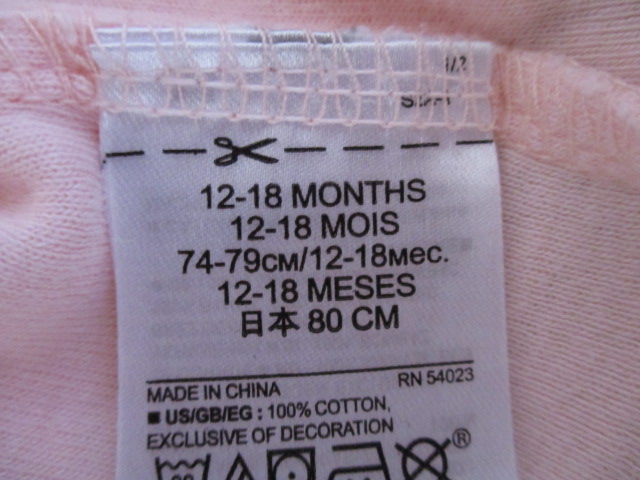 12-18 MONTHS
12-18 MOIS
74-79см/12-18мес.
12-18 MESES
日本 80 CM
MADE IN CHINA RN 54023
■ US/GB/EG : 100% COTTON,
EXCLUSIVE OF DECORATION
®